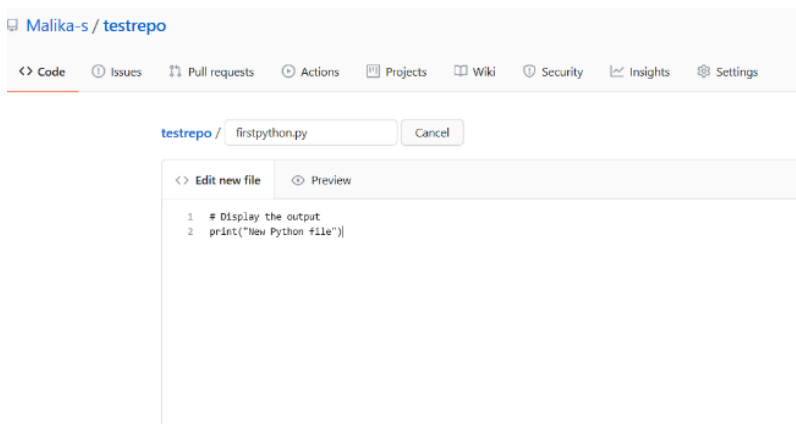 Malika-s / testrepo
<> Code Issues Pull requests Actions Projects Wiki Security Insights Settings
testrepo / firstpython.py Cancel
<> Edit new file Preview
1 # Display the output
2 print("New Python file")